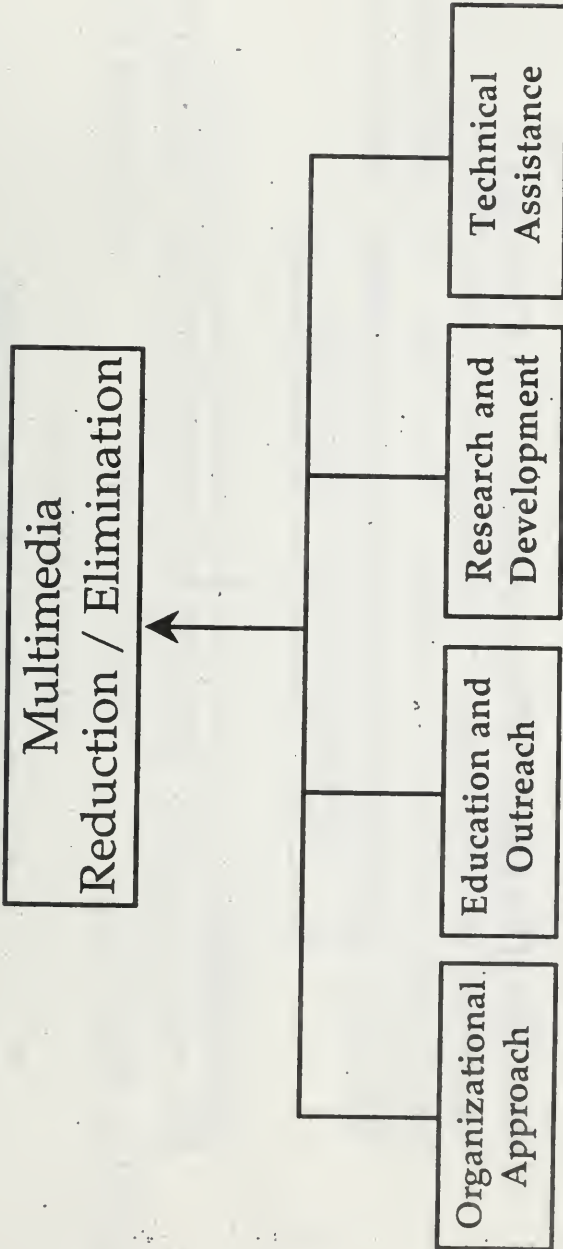 Multimedia
Reduction / Elimination
Organizational
Approach
Education and
Outreach
Research and
Development
Technical
Assistance